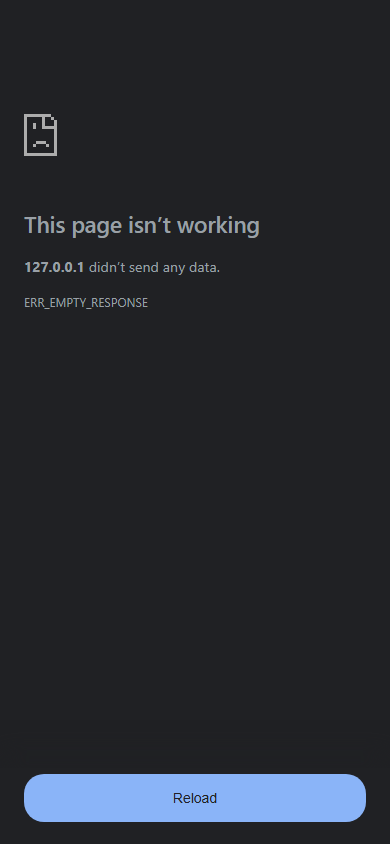 This page isn’t working
127.0.0.1 didn’t send any data.
ERR_EMPTY_RESPONSE
Reload